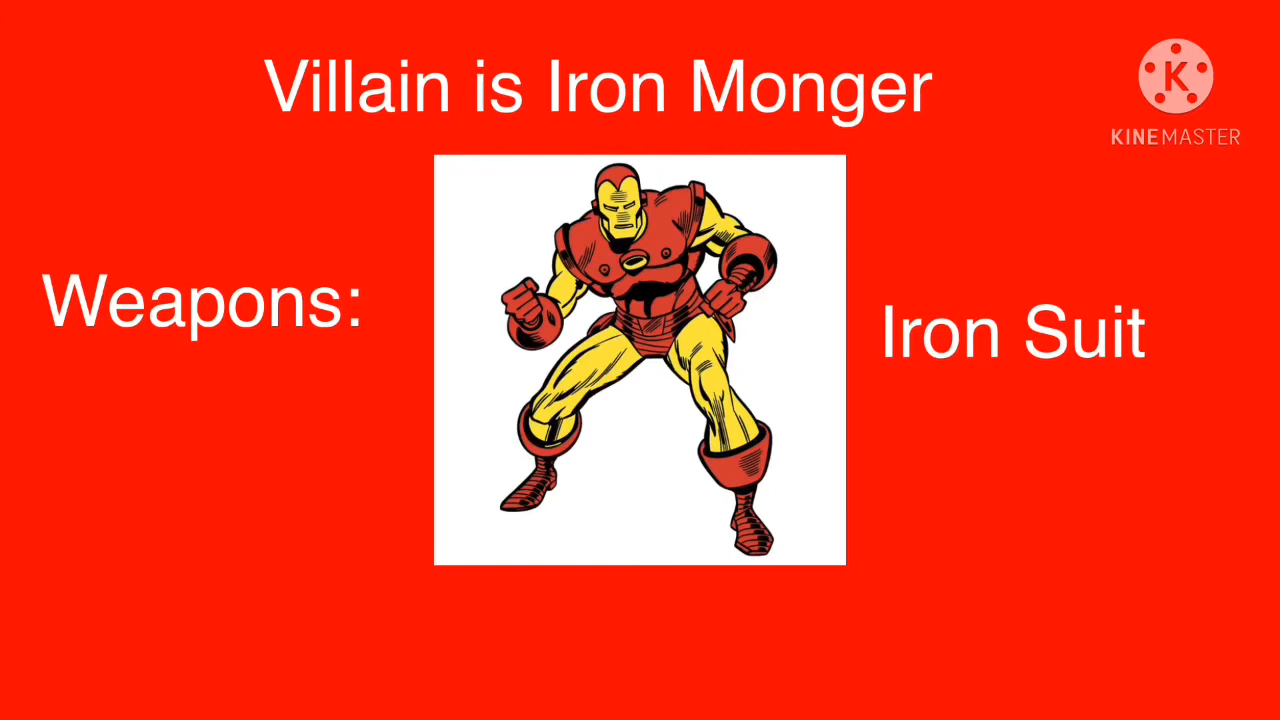 Villain is Iron Monger
K
KINEMASTER
Weapons:
Iron Suit